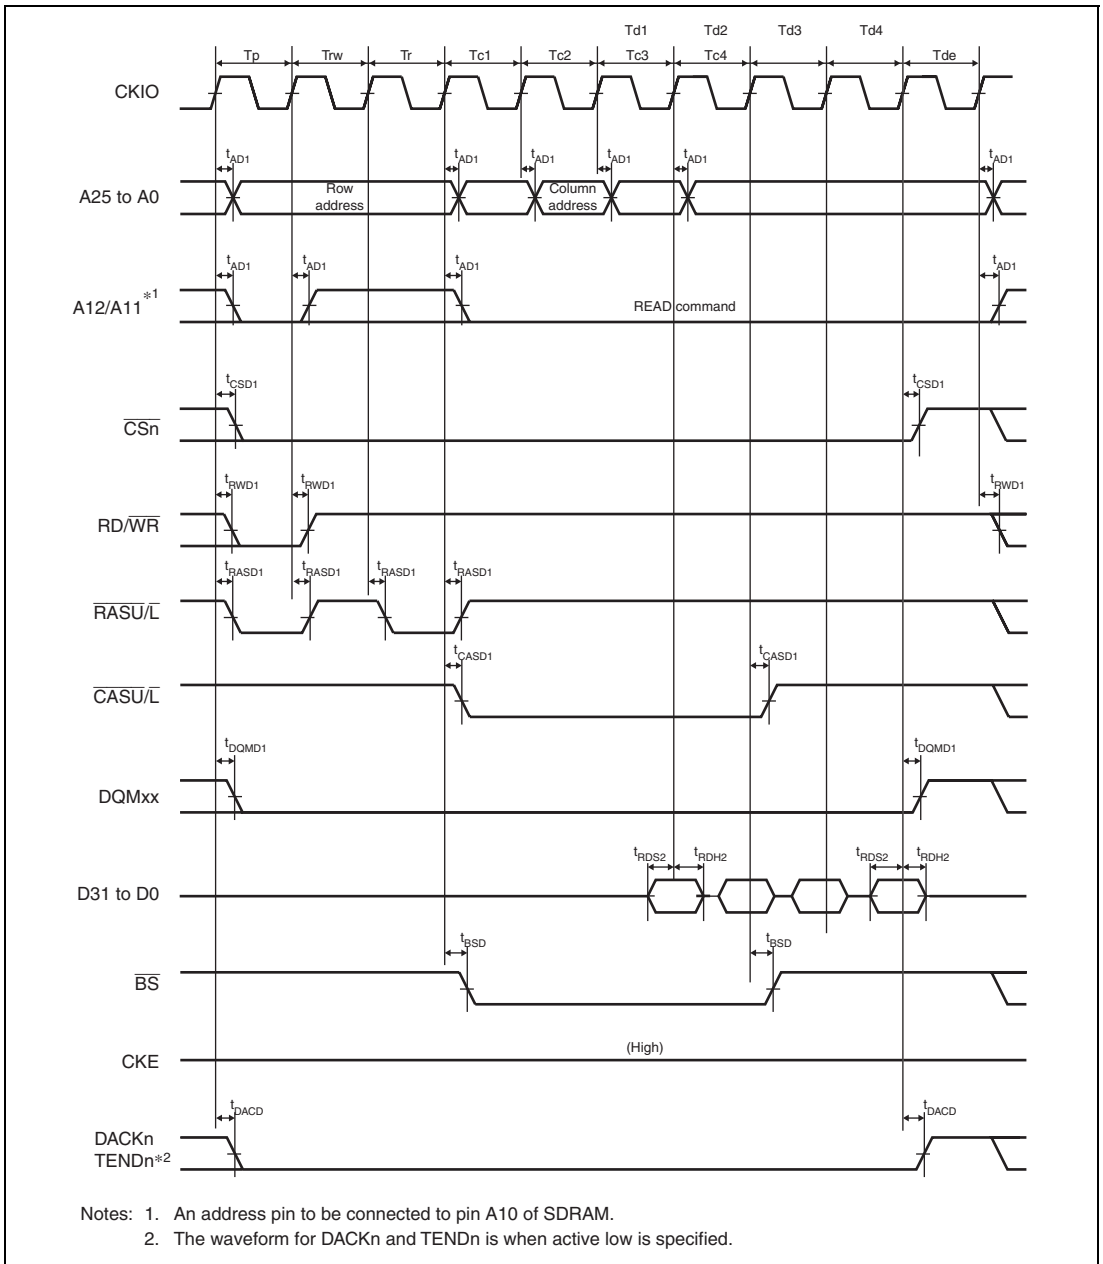 Td1 Td2 Td3 Td4
Tp Trw Tr Tc1 Tc2 Tc3 Tc4 Tde
CKIO
tAD1 tAD1 tAD1 tAD1 tAD1 tAD1
A25 to A0
Row address
Column address
tAD1 tAD1 tAD1 tAD1
A12/A11*1
READ command
tCSD1 tCSD1
CSn
tRWD1 tRWD1 tRWD1
RD/WR
tRASD1 tRASD1 tRASD1 tRASD1
RASU/L
tCASD1 tCASD1
CASU/L
tDQMD1 tDQMD1
DQMxx
tRDS2 tRDH2 tRDS2 tRDH2
D31 to D0
tBSD tBSD
BS
(High)
CKE
tDACD tDACD
DACKn
TENDn*2
Notes: 1. An address pin to be connected to pin A10 of SDRAM.
2. The waveform for DACKn and TENDn is when active low is specified.